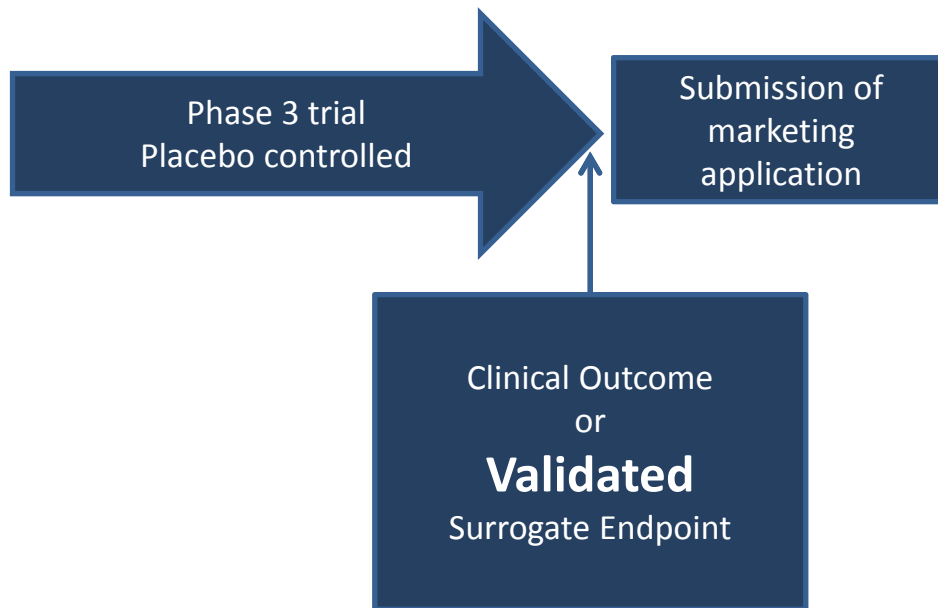 Phase 3 trial
Placebo controlled
Submission of
marketing
application
Clinical Outcome
or
Validated
Surrogate Endpoint